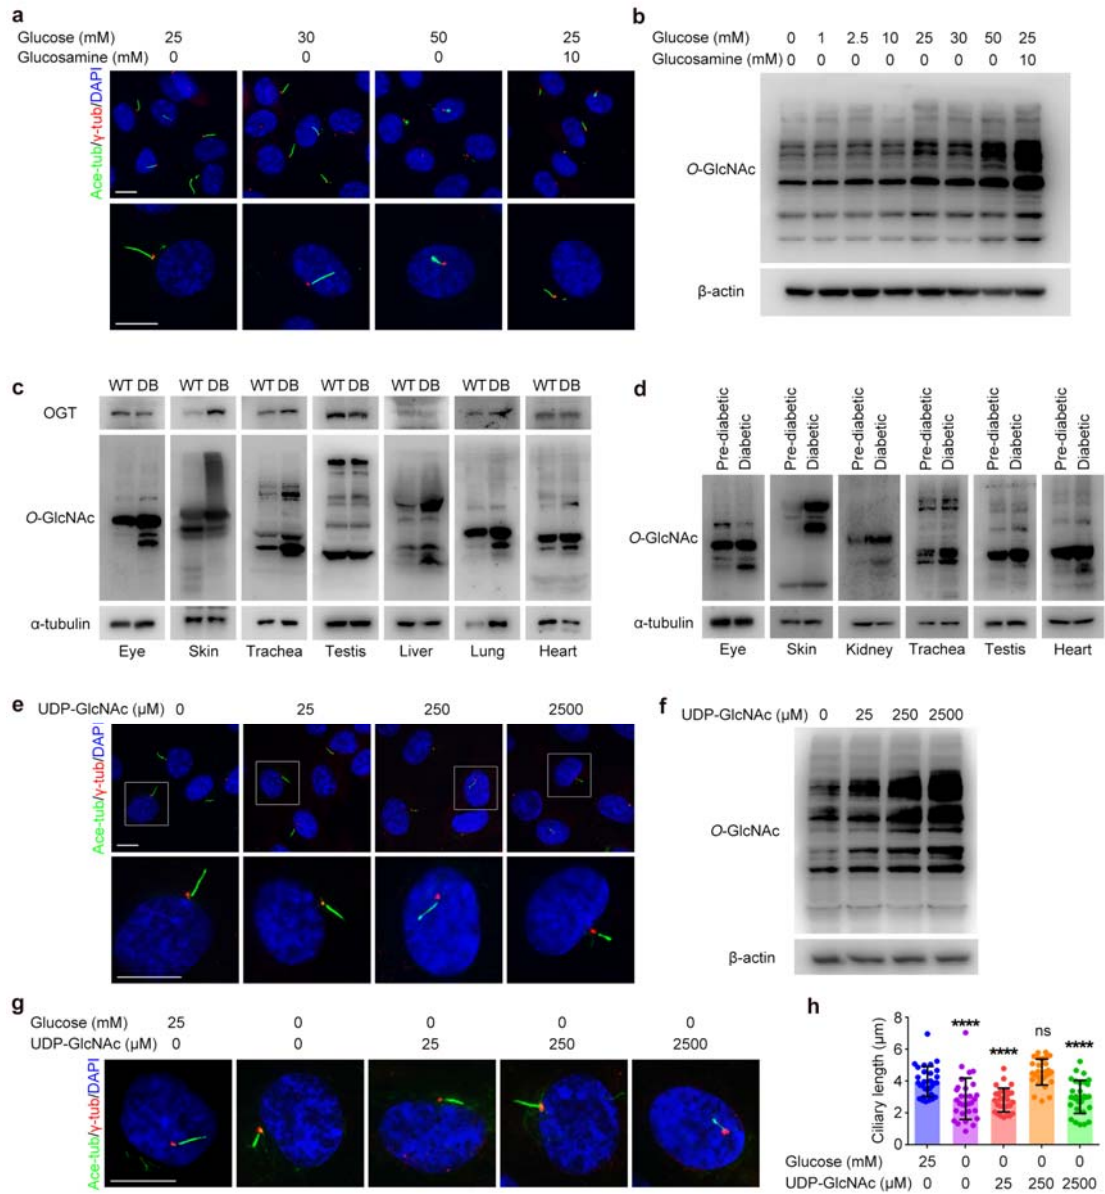 a
Glucose (mM) 25 30 50 25
Glucosamine (mM) 0 0 0 10
Ace-tub/γ-tub/DAPI
b
Glucose (mM) 0 1 2.5 10 25 30 50 25
Glucosamine (mM) 0 0 0 0 0 0 0 10
O-GlcNAc
β-actin
c
WT DB WT DB WT DB WT DB WT DB WT DB WT DB
OGT
O-GlcNAc
α-tubulin
Eye Skin Trachea Testis Liver Lung Heart
d
Pre-diabetic Diabetic Pre-diabetic Diabetic Pre-diabetic Diabetic Pre-diabetic Diabetic Pre-diabetic Diabetic Pre-diabetic Diabetic
O-GlcNAc
α-tubulin
Eye Skin Kidney Trachea Testis Heart
e
UDP-GlcNAc (μM) 0 25 250 2500
Ace-tub/γ-tub/DAPI
f
UDP-GlcNAc (μM) 0 25 250 2500
O-GlcNAc
β-actin
g
Glucose (mM) 25 0 0 0 0
UDP-GlcNAc (μM) 0 0 25 250 2500
Ace-tub/γ-tub/DAPI
h
Ciliary length (μm)
8
6
4
2
0
**** **** ns ****
Glucose (mM) 25 0 0 0 0
UDP-GlcNAc (μM) 0 0 25 250 2500